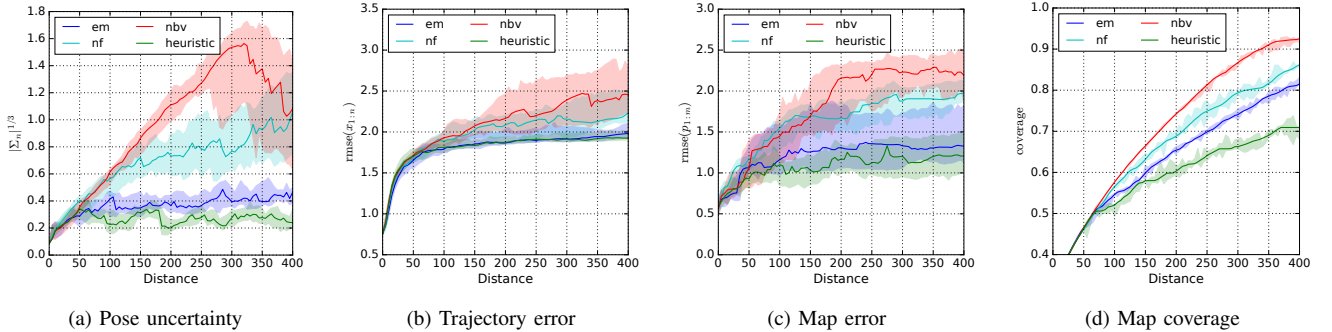 1.8
1.6
1.4
1.2
1.0
0.8
0.6
0.4
0.2
0.0
|Σn|1/3
em
nf
nbv
heuristic
0 50 100 150 200 250 300 350 400
Distance
(a) Pose uncertainty
3.5
3.0
2.5
2.0
1.5
1.0
0.5
rmse(x1:n)
em
nf
nbv
heuristic
0 50 100 150 200 250 300 350 400
Distance
(b) Trajectory error
3.0
2.5
2.0
1.5
1.0
0.5
0.0
rmse(p1:m)
em
nf
nbv
heuristic
0 50 100 150 200 250 300 350 400
Distance
(c) Map error
1.0
0.9
0.8
0.7
0.6
0.5
0.4
coverage
em
nf
nbv
heuristic
0 50 100 150 200 250 300 350 400
Distance
(d) Map coverage